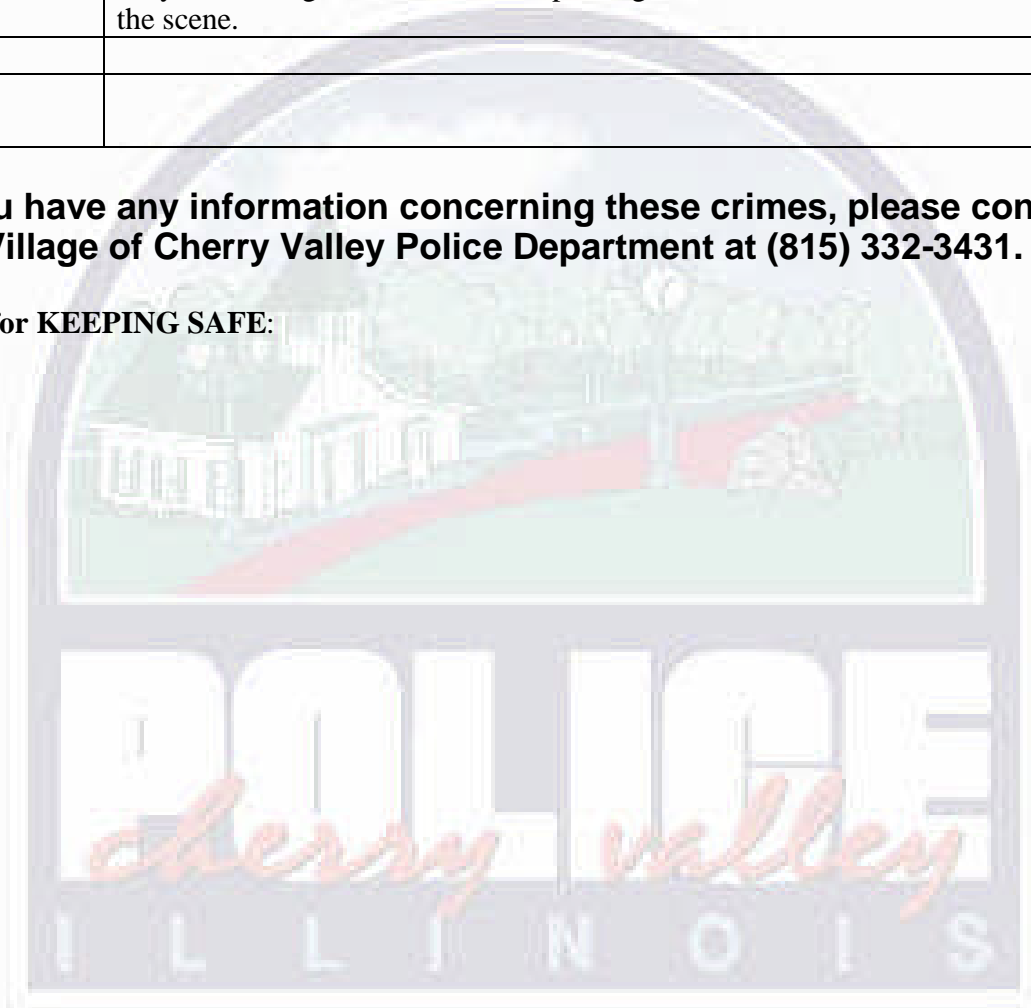 the scene.
u have any information concerning these crimes, please con
Village of Cherry Valley Police Department at (815) 332-3431.
for KEEPING SAFE:
POLICE
cherry valley
ILLINOIS